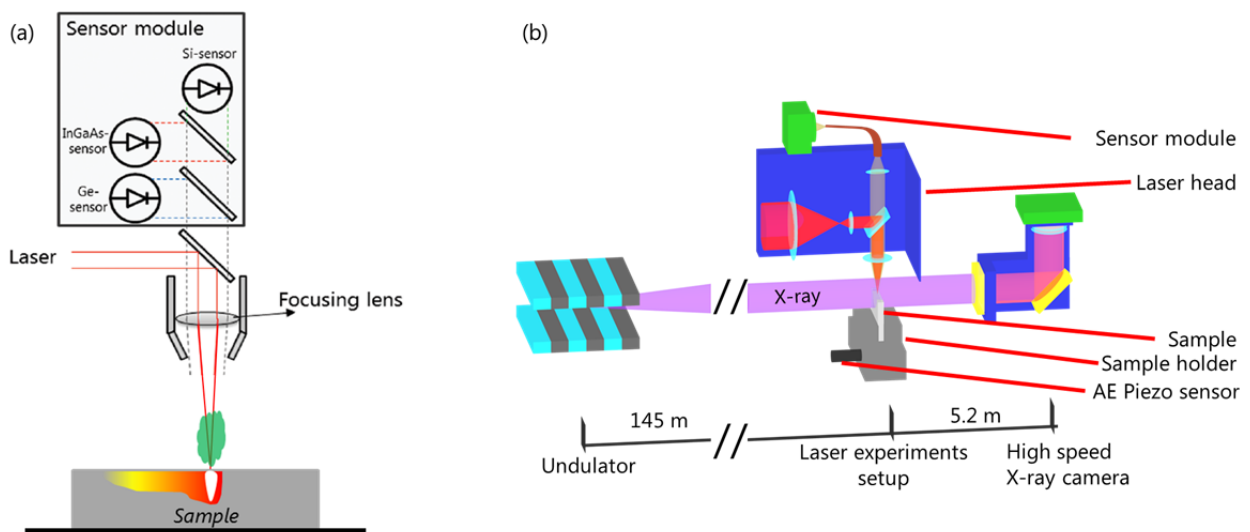 (a)
Sensor module
Si-sensor
InGaAs-
sensor
Ge-
sensor
Laser
Focusing lens
Sample
(b)
Sensor module
Laser head
X-ray
Sample
Sample holder
AE Piezo sensor
145 m
5.2 m
Undulator
Laser experiments
setup
High speed
X-ray camera